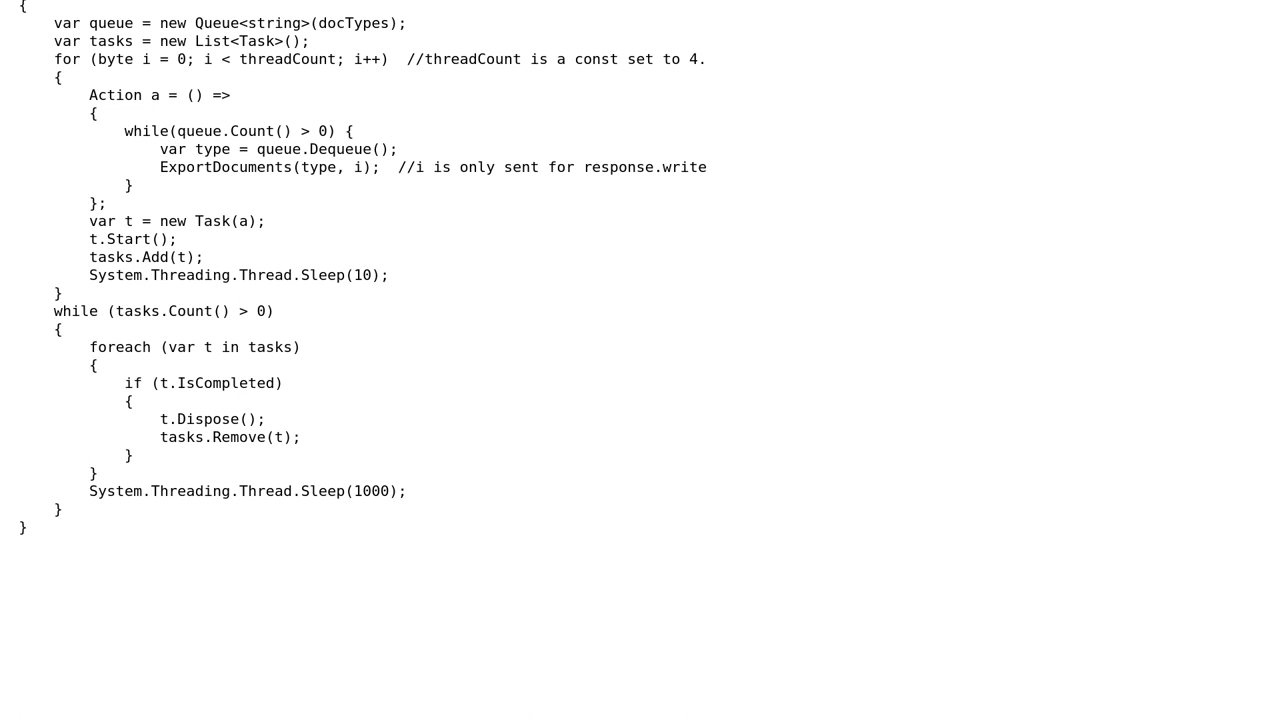 {
    var queue = new Queue<string>(docTypes);
    var tasks = new List<Task>();
    for (byte i = 0; i < threadCount; i++)  //threadCount is a const set to 4.
    {
        Action a = () =>
        {
            while(queue.Count() > 0) {
                var type = queue.Dequeue();
                ExportDocuments(type, i);  //i is only sent for response.write
            }
        };
        var t = new Task(a);
        t.Start();
        tasks.Add(t);
        System.Threading.Thread.Sleep(10);
    }
    while (tasks.Count() > 0)
    {
        foreach (var t in tasks)
        {
            if (t.IsCompleted)
            {
                t.Dispose();
                tasks.Remove(t);
            }
        }
        System.Threading.Thread.Sleep(1000);
    }
}